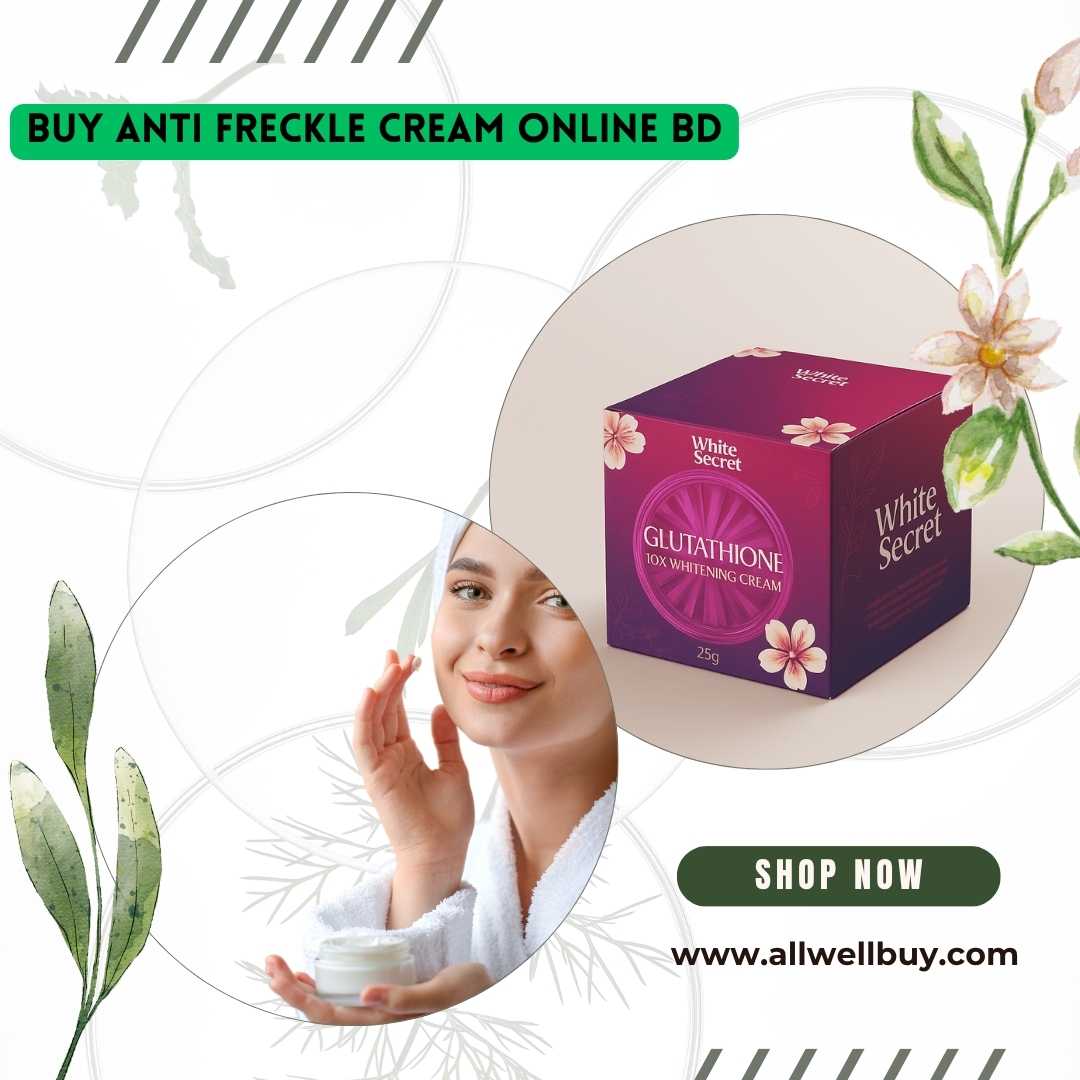 BUY ANTI FRECKLE CREAM ONLINE BD
White
Secret
White
Secret
GLUTATHIONE
10X WHITENING CREAM
25g
White
Secret
SHOP NOW
www.allwellbuy.com